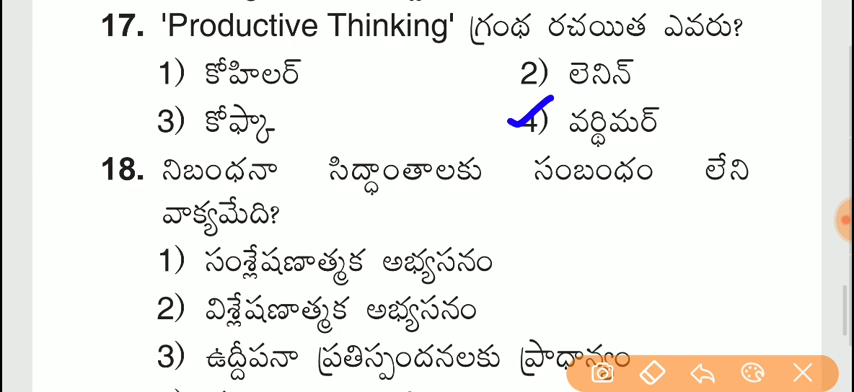 17. 'Productive Thinking' గ్రంథ రచయిత ఎవరు?
1) కోహిలర్ 2) లెనిన్
3) కోఫ్కా 4) వర్థిమర్
18. నిబంధనా సిద్ధాంతాలకు సంబంధం లేని
వాక్యమేది?
1) సంశ్లేషణాత్మక అభ్యసనం
2) విశ్లేషణాత్మక అభ్యసనం
3) ఉద్దీపనా ప్రతిస్పందనలకు ప్రాధాన్యం